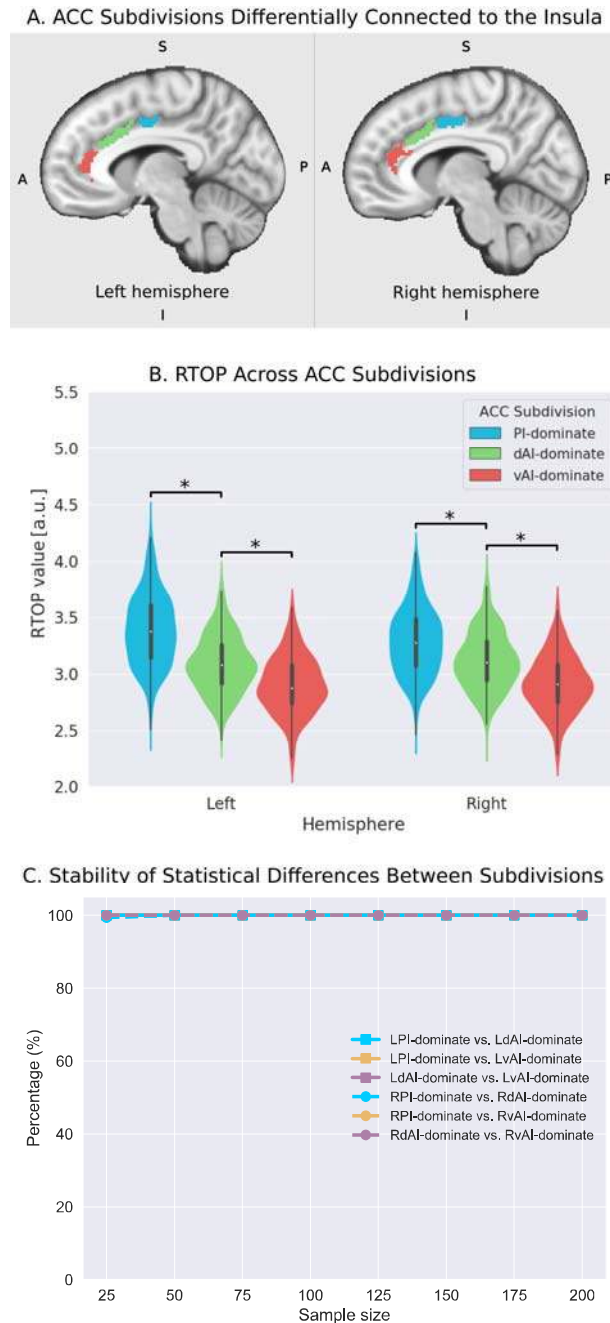 A. ACC Subdivisions Differentially Connected to the Insula
S
S
A
P
A
P
Left hemisphere
Right hemisphere
I
I
B. RTOP Across ACC Subdivisions
5.5
5.0
4.5
4.0
3.5
3.0
2.5
2.0
RTOP value [a.u.]
ACC Subdivision
PI-dominate
dAI-dominate
vAI-dominate
*
*
*
*
Left
Right
Hemisphere
C. Stability of Statistical Differences Between Subdivisions
100
80
60
40
20
0
Percentage (%)
LPI-dominate vs. LdAI-dominate
LPI-dominate vs. LvAI-dominate
LdAI-dominate vs. LvAI-dominate
RPI-dominate vs. RdAI-dominate
RPI-dominate vs. RvAI-dominate
RdAI-dominate vs. RvAI-dominate
25 50 75 100 125 150 175 200
Sample size